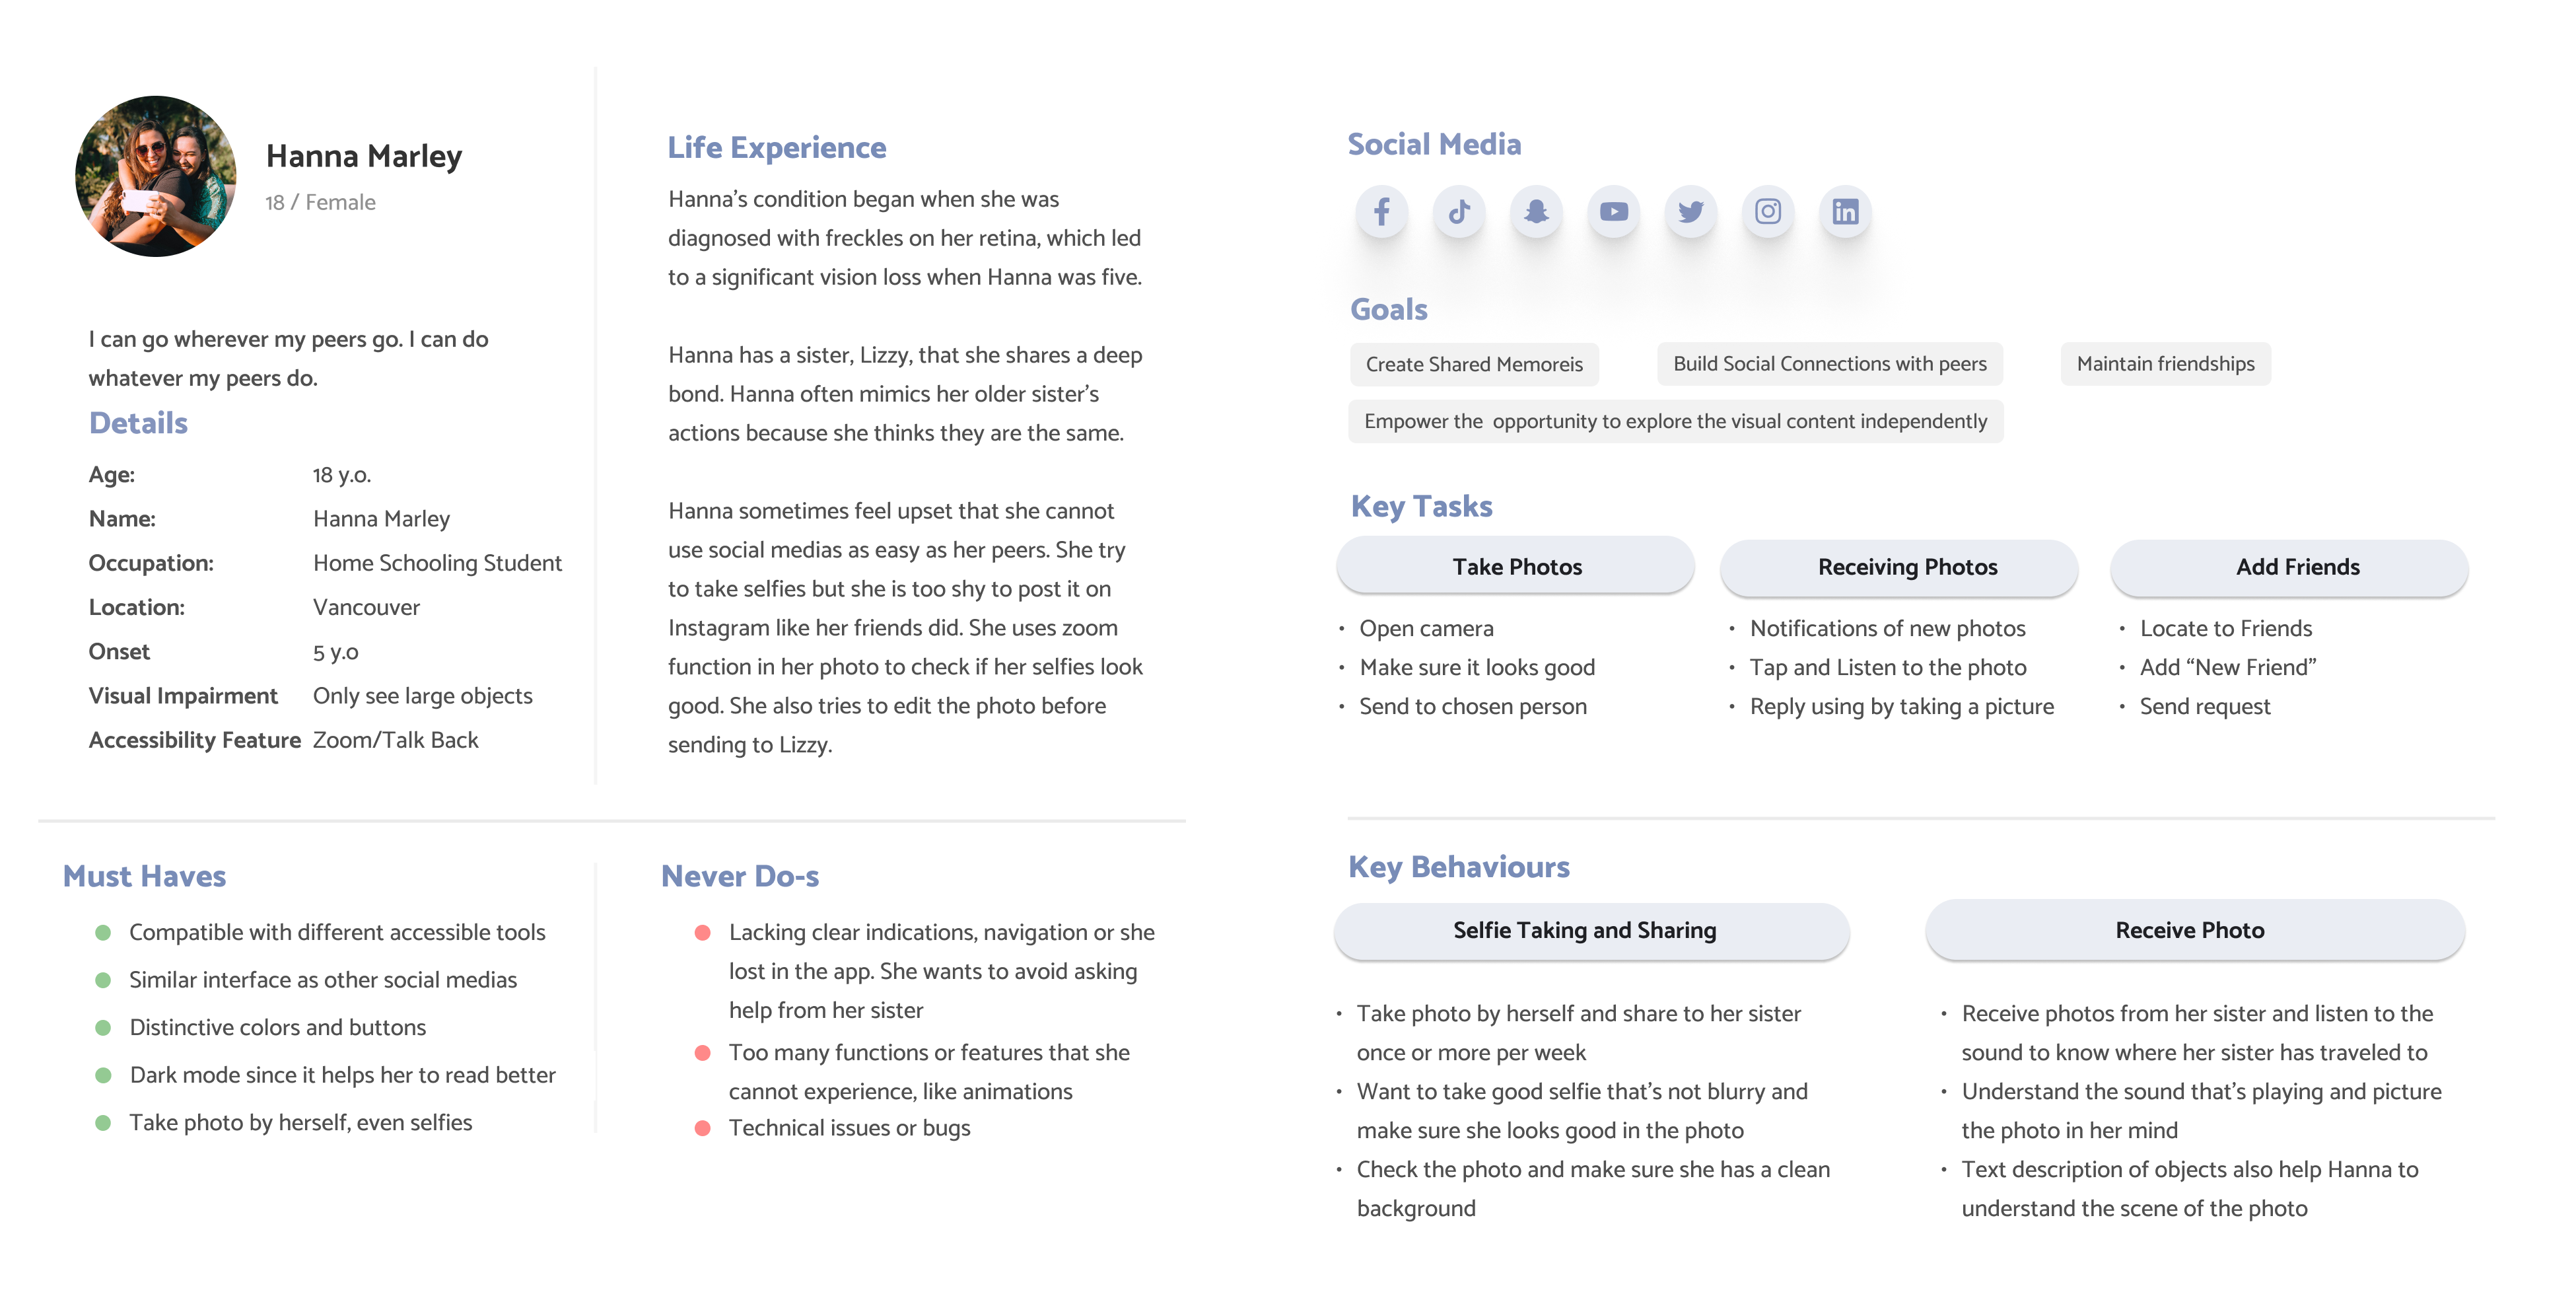 Hanna Marley
18 / Female
I can go wherever my peers go. I can do
whatever my peers do.
Details
Age: 18 y.o.
Name: Hanna Marley
Occupation: Home Schooling Student
Location: Vancouver
Onset 5 y.o
Visual Impairment Only see large objects
Accessibility Feature Zoom/Talk Back
Life Experience
Hanna’s condition began when she was
diagnosed with freckles on her retina, which led
to a significant vision loss when Hanna was five.
Hanna has a sister, Lizzy, that she shares a deep
bond. Hanna often mimics her older sister’s
actions because she thinks they are the same.
Hanna sometimes feel upset that she cannot
use social medias as easy as her peers. She try
to take selfies but she is too shy to post it on
Instagram like her friends did. She uses zoom
function in her photo to check if her selfies look
good. She also tries to edit the photo before
sending to Lizzy.
Must Haves
Compatible with different accessible tools
Similar interface as other social medias
Distinctive colors and buttons
Dark mode since it helps her to read better
Take photo by herself, even selfies
Never Do-s
Lacking clear indications, navigation or she
lost in the app. She wants to avoid asking
help from her sister
Too many functions or features that she
cannot experience, like animations
Technical issues or bugs
Social Media
Goals
Create Shared Memoreis
Build Social Connections with peers
Maintain friendships
Empower the  opportunity to explore the visual content independently
Key Tasks
Take Photos
• Open camera
• Make sure it looks good
• Send to chosen person
Receiving Photos
• Notifications of new photos
• Tap and Listen to the photo
• Reply using by taking a picture
Add Friends
• Locate to Friends
• Add “New Friend”
• Send request
Key Behaviours
Selfie Taking and Sharing
• Take photo by herself and share to her sister
once or more per week
• Want to take good selfie that’s not blurry and
make sure she looks good in the photo
• Check the photo and make sure she has a clean
background
Receive Photo
• Receive photos from her sister and listen to the
sound to know where her sister has traveled to
• Understand the sound that’s playing and picture
the photo in her mind
• Text description of objects also help Hanna to
understand the scene of the photo